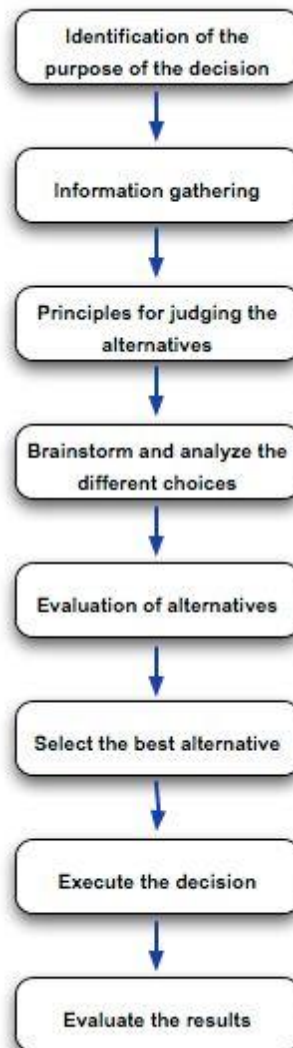 Identification of the
purpose of the decision
Information gathering
Principles for judging the
alternatives
Brainstorm and analyze the
different choices
Evaluation of alternatives
Select the best alternative
Execute the decision
Evaluate the results